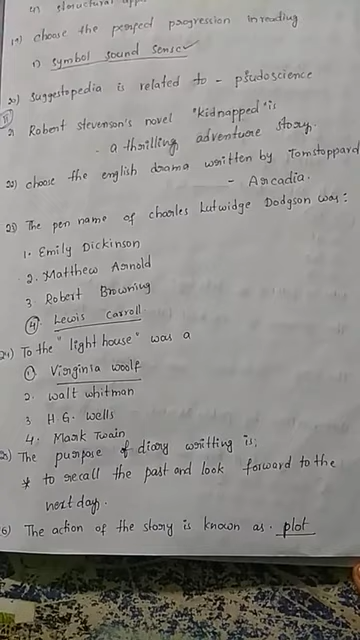 in structural
19) choose the perfect progression in reading
1) symbol sound sense ✓
20) suggestopedia is related to - psudoscience
11
2. Robert stevenson's novel "kidnapped" is
- a thrilling adventure story.
22) choose the english drama written by Tomstoppard
- Arcadia.
23) The pen name of charles Lutwidge Dodgson was:
1. Emily Dickinson
2. Matthew Arnold
3. Robert Browning
4. Lewis Carroll
24) To the "light house" was a
1. Virginia woolf
2. walt whitman
3 H G. Wells
4. Mark Twain
25) The purpose of diary writting is;
* to recall the past and look forward to the
next day.
6) The action of the story is known as. plot